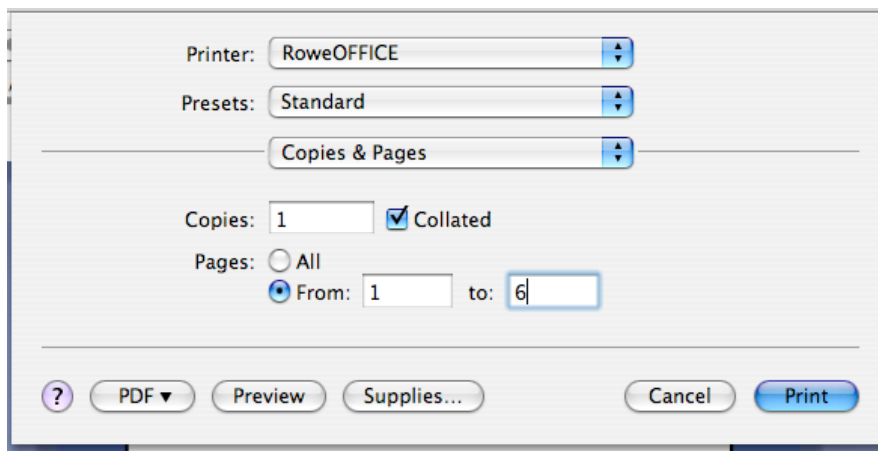 Printer: RoweOFFICE
Presets: Standard
Copies & Pages
Copies: 1 Collated
Pages: All
From: 1 to: 6
? PDF ▼ Preview Supplies... Cancel Print